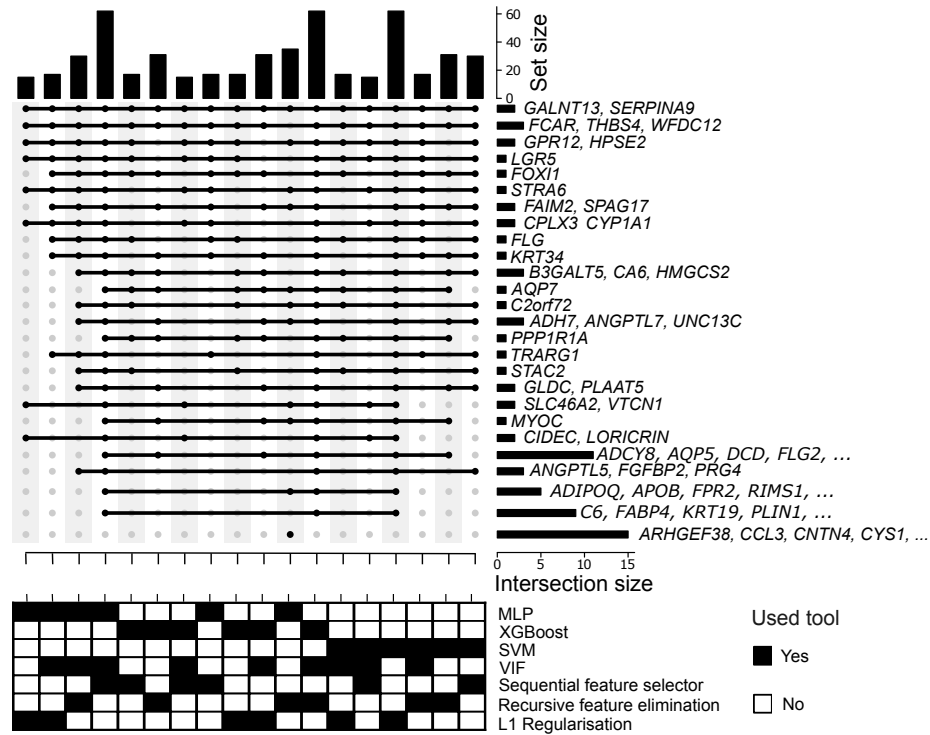 60
40
20
0
Set size
GALNT13, SERPINA9
FCAR, THBS4, WFDC12
GPR12, HPSE2
LGR5
FOXI1
STRA6
FAIM2, SPAG17
CPLX3 CYP1A1
FLG
KRT34
B3GALT5, CA6, HMGCS2
AQP7
C2orf72
ADH7, ANGPTL7, UNC13C
PPP1R1A
TRARG1
STAC2
GLDC, PLAAT5
SLC46A2, VTCN1
MYOC
CIDEC, LORICRIN
ADCY8, AQP5, DCD, FLG2, ...
ANGPTL5, FGFBP2, PRG4
ADIPOQ, APOB, FPR2, RIMS1, ...
C6, FABP4, KRT19, PLIN1, ...
ARHGEF38, CCL3, CNTN4, CYS1, ...
0 5 10 15
Intersection size
MLP
XGBoost
SVM
VIF
Sequential feature selector
Recursive feature elimination
L1 Regularisation
Used tool
Yes
No